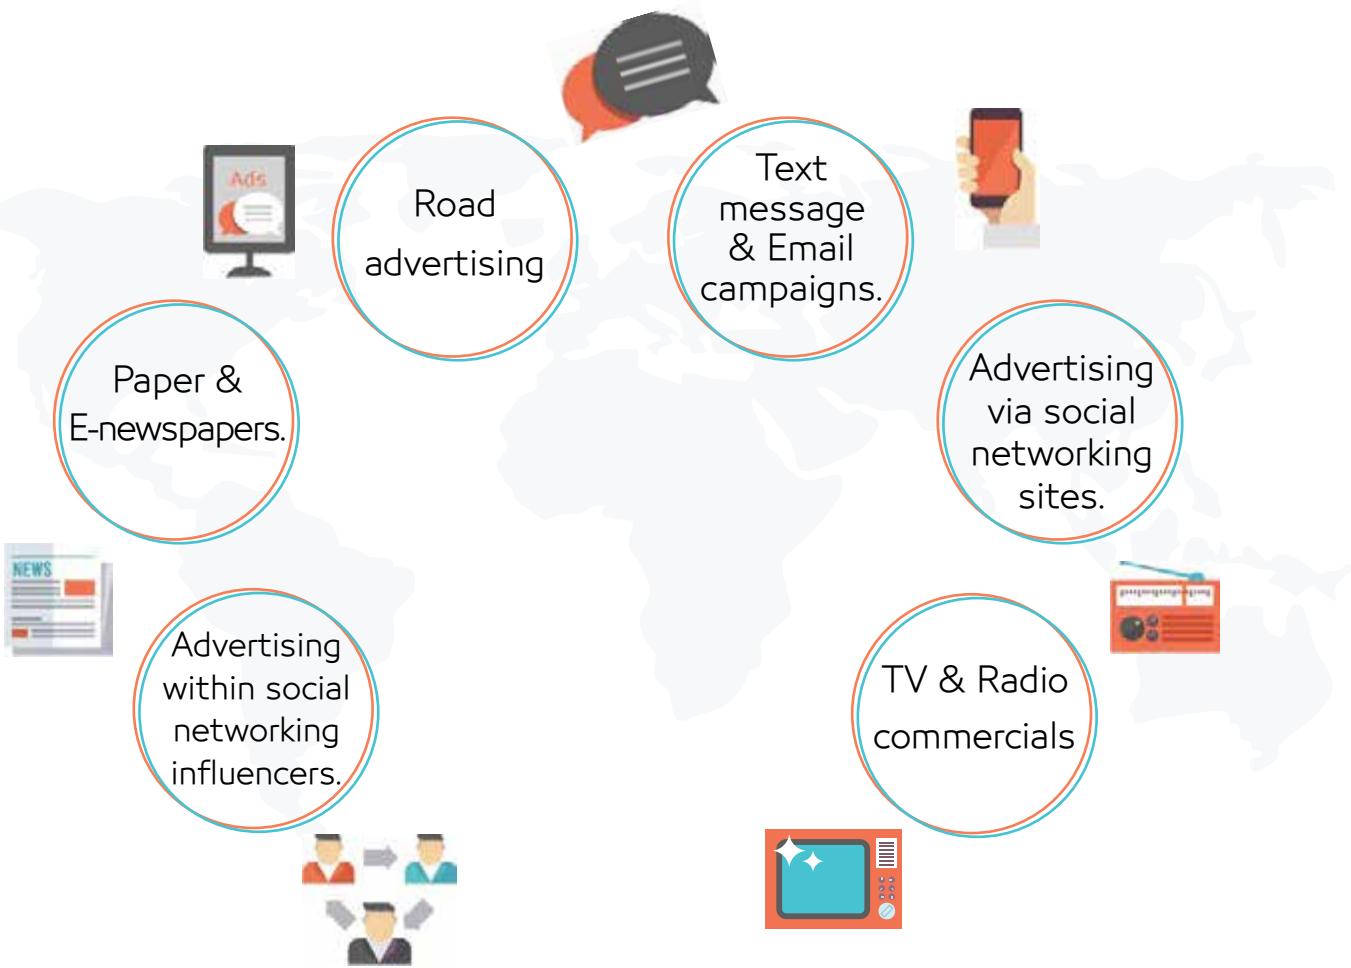 Ads
Road
advertising
Text
message
& Email
campaigns.
Paper &
E-newspapers.
Advertising
via social
networking
sites.
NEWS
Advertising
within social
networking
influencers.
TV & Radio
commercials